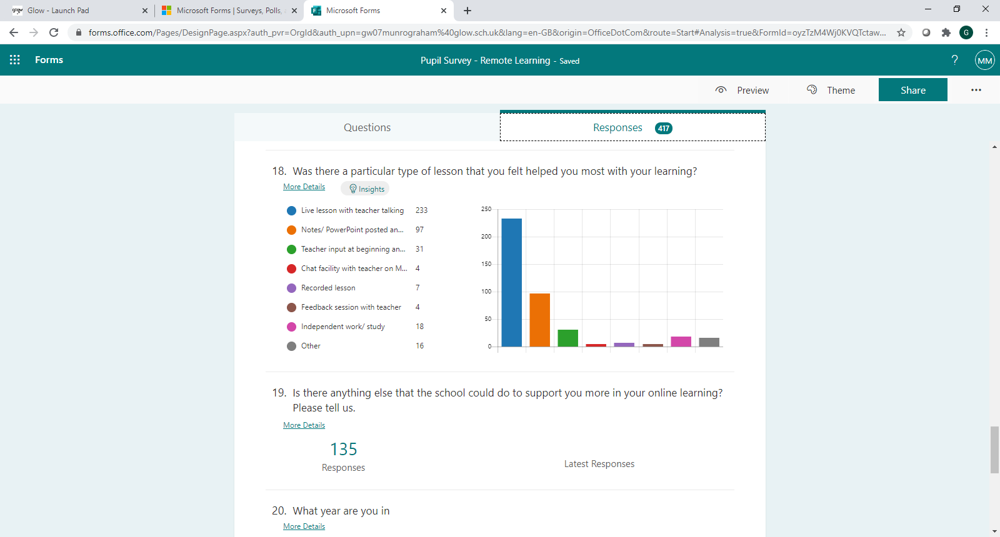 glow Glow - Launch Pad
Microsoft Forms | Surveys, Polls,
Microsoft Forms
forms.office.com/Pages/DesignPage.aspx?auth_pvr=OrgId&auth_upn=gw07munrograham%40glow.sch.uk&lang=en-GB&origin=OfficeDotCom&route=Start#Analysis=true&FormId=oyzTzM4Wj0KVQTctaw...
G
Forms
Pupil Survey - Remote Learning - Saved
? MM
Preview
Theme
Share
Questions
Responses 417
18. Was there a particular type of lesson that you felt helped you most with your learning?
More Details
Insights
Live lesson with teacher talking 233
Notes/ PowerPoint posted an... 97
Teacher input at beginning an... 31
Chat facility with teacher on M... 4
Recorded lesson 7
Feedback session with teacher 4
Independent work/ study 18
Other 16
250
200
150
100
50
0
19. Is there anything else that the school could do to support you more in your online learning?
Please tell us.
More Details
135
Responses
Latest Responses
20. What year are you in
More Details